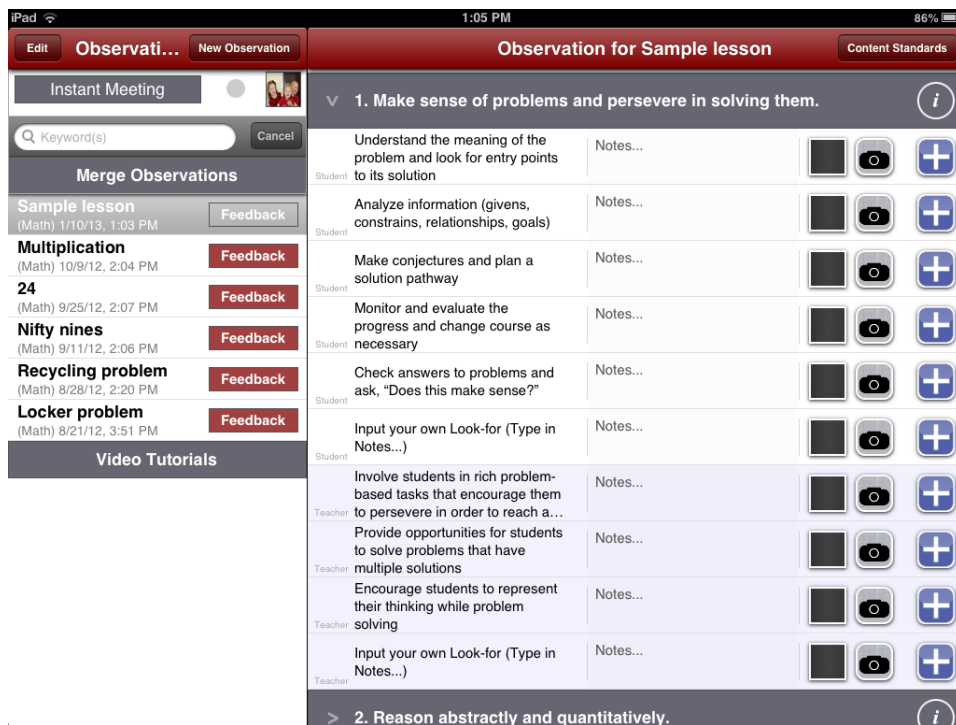 iPad
1:05 PM
86%
Edit
Observati...
New Observation
Instant Meeting
Keyword(s)
Cancel
Merge Observations
Sample lesson
(Math) 1/10/13, 1:03 PM
Feedback
Multiplication
(Math) 10/9/12, 2:04 PM
Feedback
24
(Math) 9/25/12, 2:07 PM
Feedback
Nifty nines
(Math) 9/11/12, 2:06 PM
Feedback
Recycling problem
(Math) 8/28/12, 2:20 PM
Feedback
Locker problem
(Math) 8/21/12, 3:51 PM
Feedback
Video Tutorials
Observation for Sample lesson
Content Standards
1. Make sense of problems and persevere in solving them.
i
Understand the meaning of the
problem and look for entry points
to its solution
Student
Notes...
Analyze information (givens,
constrains, relationships, goals)
Student
Notes...
Make conjectures and plan a
solution pathway
Student
Notes...
Monitor and evaluate the
progress and change course as
necessary
Student
Notes...
Check answers to problems and
ask, “Does this make sense?”
Student
Notes...
Input your own Look-for (Type in
Notes...)
Student
Notes...
Involve students in rich problem-
based tasks that encourage them
to persevere in order to reach a...
Teacher
Notes...
Provide opportunities for students
to solve problems that have
multiple solutions
Teacher
Notes...
Encourage students to represent
their thinking while problem
solving
Teacher
Notes...
Input your own Look-for (Type in
Notes...)
Teacher
Notes...
2. Reason abstractly and quantitatively.
i